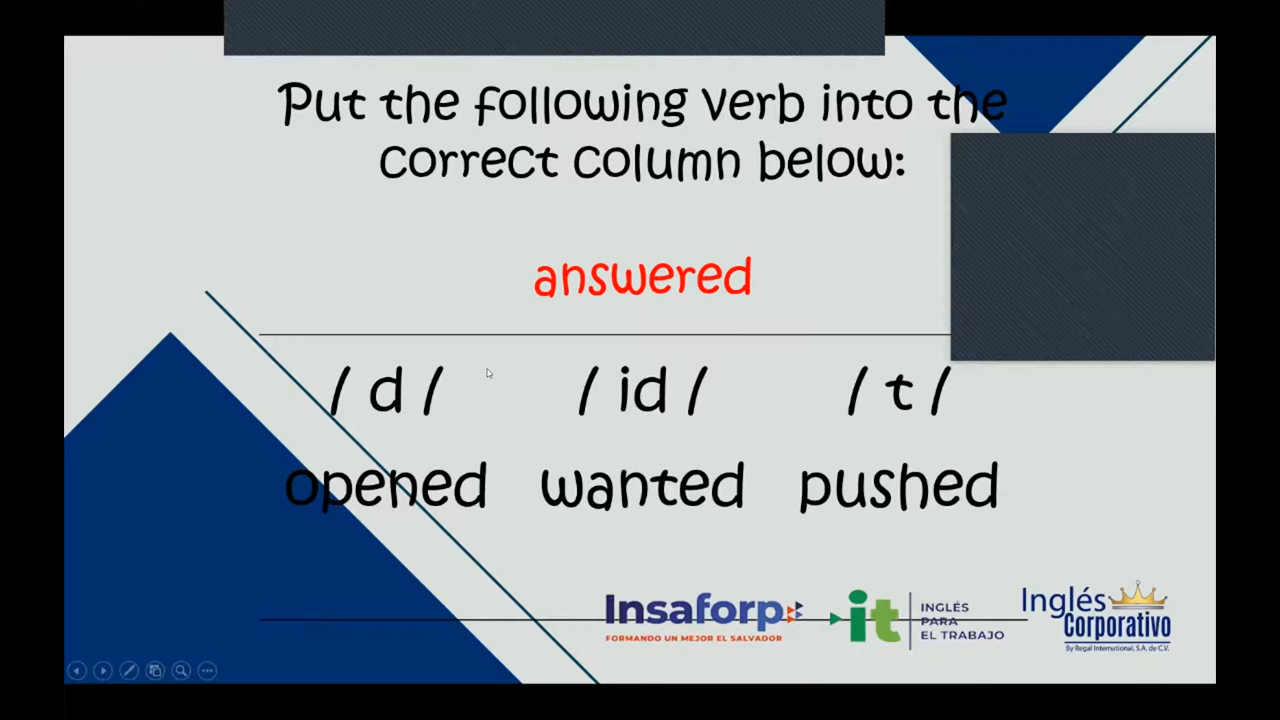 Put the following verb into the
correct column below:
answered
/ d / / id / / t /
opened wanted pushed
Insaforp
FORMANDO UN MEJOR EL SALVADOR
it
INGLÉS
PARA
EL TRABAJO
Inglés
Corporativo
By Regal International, S.A. de C.V.